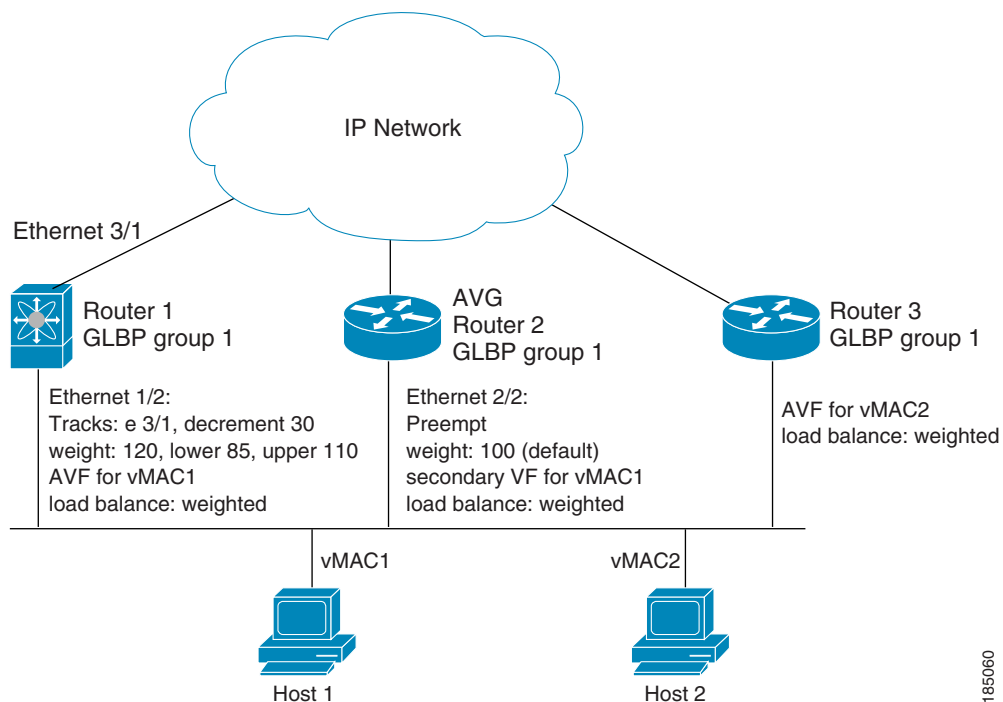 IP Network
Ethernet 3/1
Router 1
GLBP group 1
AVG
Router 2
GLBP group 1
Router 3
GLBP group 1
Ethernet 1/2:
Tracks: e 3/1, decrement 30
weight: 120, lower 85, upper 110
AVF for vMAC1
load balance: weighted
Ethernet 2/2:
Preempt
weight: 100 (default)
secondary VF for vMAC1
load balance: weighted
AVF for vMAC2
load balance: weighted
vMAC1
vMAC2
Host 1
Host 2
185060